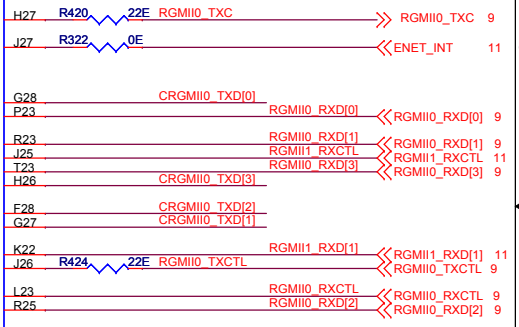 H27 R420 22E RGMII0_TXC RGMII0_TXC 9
J27 R322 0E ENET_INT 11
G28 CRGMII0_TXD[0]
P23 RGMII0_RXD[0] RGMII0_RXD[0] 9
R23 RGMII0_RXD[1] RGMII0_RXD[1] 9
J25 RGMII1_RXCTL RGMII1_RXCTL 11
T23 RGMII0_RXD[3] RGMII0_RXD[3] 9
H26 CRGMII0_TXD[3]
F28 CRGMII0_TXD[2]
G27 CRGMII0_TXD[1]
K22 RGMII1_RXD[1] RGMII1_RXD[1] 11
J26 R424 22E RGMII0_TXCTL RGMII0_TXCTL 9
L23 RGMII0_RXCTL RGMII0_RXCTL 9
R25 RGMII0_RXD[2] RGMII0_RXD[2] 9